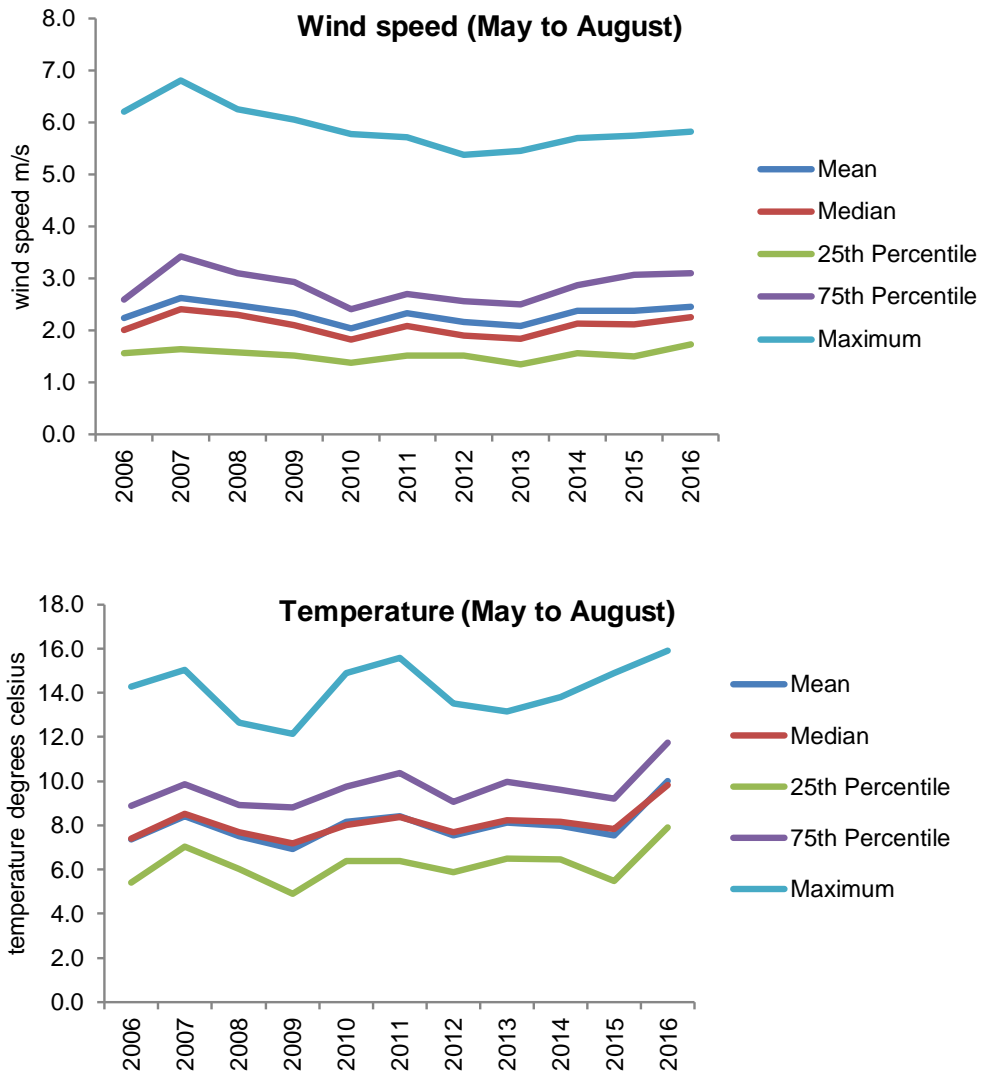 Wind speed (May to August)
8.0
7.0
6.0
5.0
4.0
3.0
2.0
1.0
0.0
wind speed m/s
2006
2007
2008
2009
2010
2011
2012
2013
2014
2015
2016
Mean
Median
25th Percentile
75th Percentile
Maximum
Temperature (May to August)
18.0
16.0
14.0
12.0
10.0
8.0
6.0
4.0
2.0
0.0
temperature degrees celsius
2006
2007
2008
2009
2010
2011
2012
2013
2014
2015
2016
Mean
Median
25th Percentile
75th Percentile
Maximum